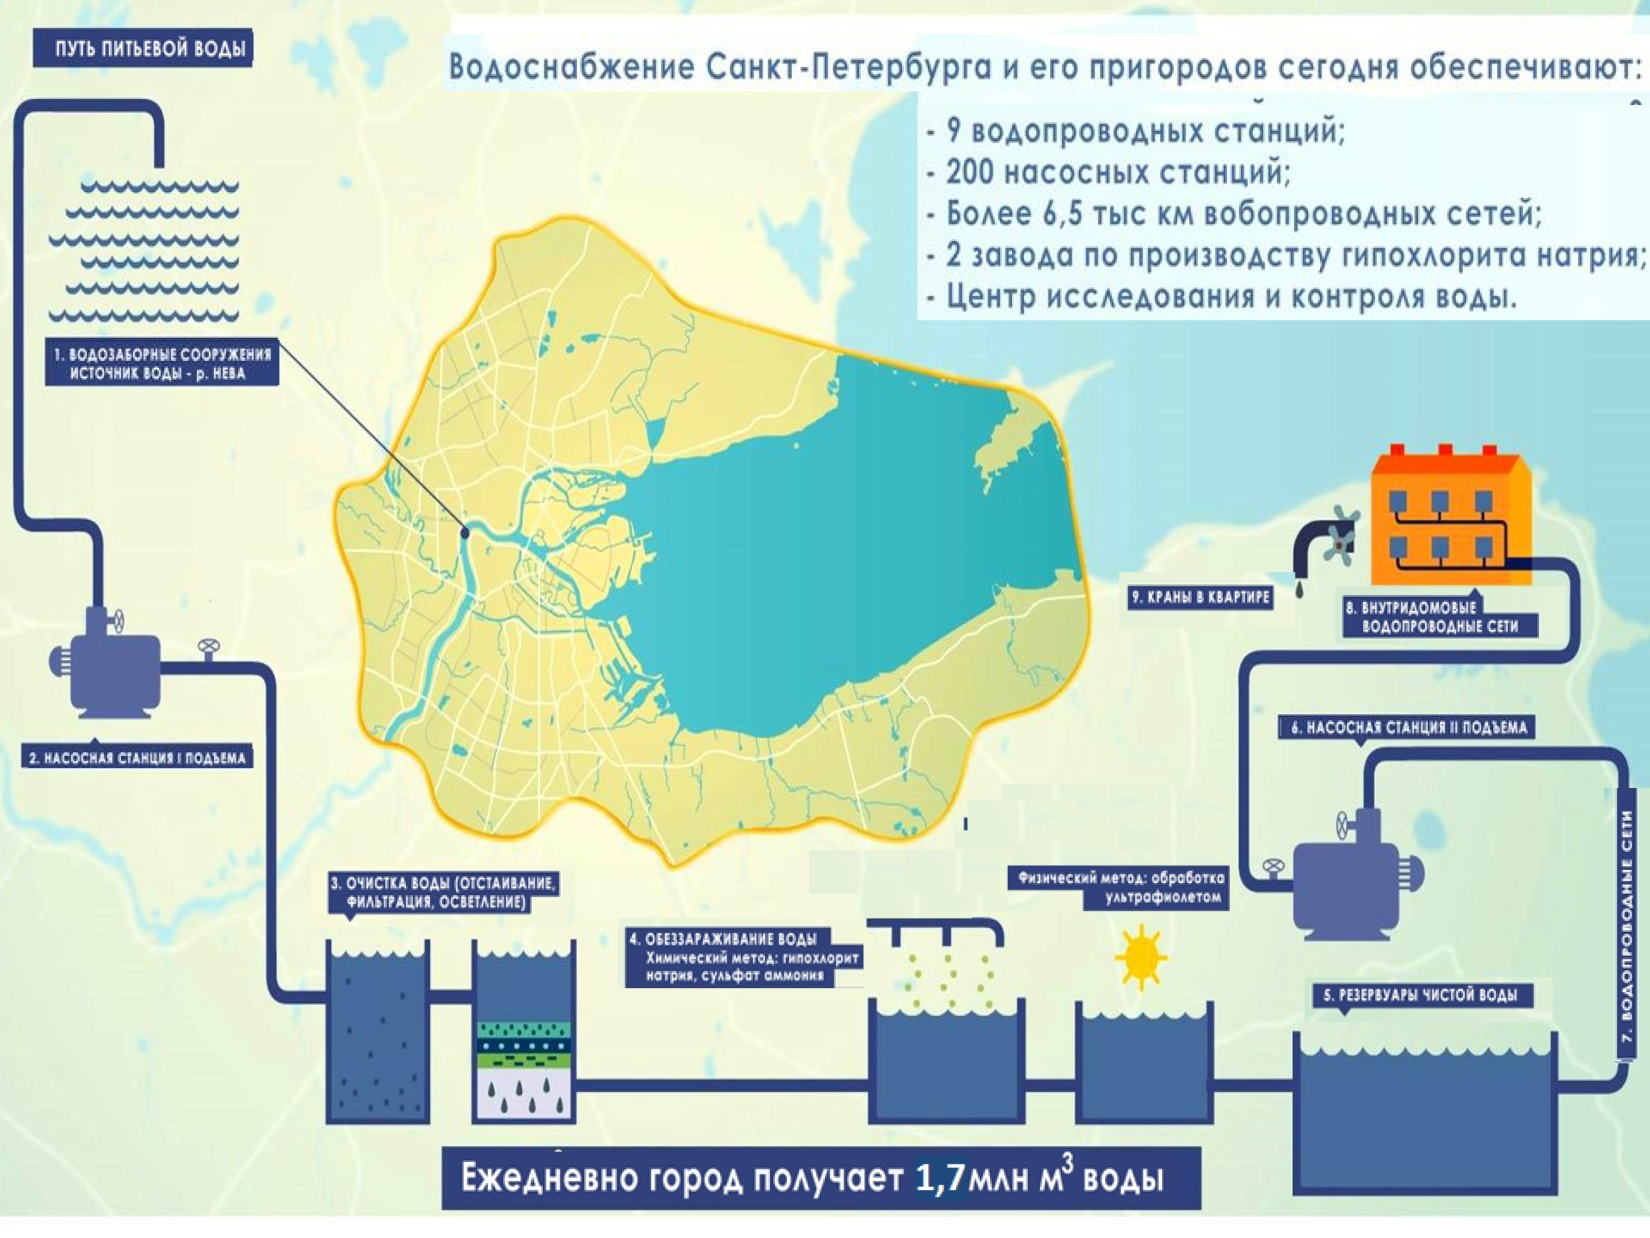 ПУТЬ ПИТЬЕВОЙ ВОДЫ
Водоснабжение Санкт-Петербурга и его пригородов сегодня обеспечивают:
- 9 водопроводных станций;
- 200 насосных станций;
- Более 6,5 тыс км вобопроводных сетей;
- 2 завода по производству гипохлорита натрия;
- Центр исследования и контроля воды.
1. ВОДОЗАБОРНЫЕ СООРУЖЕНИЯ
ИСТОЧНИК ВОДЫ - р. НЕВА
2. НАСОСНАЯ СТАНЦИЯ I ПОДЪЕМА
3. ОЧИСТКА ВОДЫ (ОТСТАИВАНИЕ,
ФИЛЬТРАЦИЯ, ОСВЕТЛЕНИЕ)
4. ОБЕЗЗАРАЖИВАНИЕ ВОДЫ
Химический метод: гипохлорит
натрия, сульфат аммония
Физический метод: обработка
ультрафиолетом
5. РЕЗЕРВУАРЫ ЧИСТОЙ ВОДЫ
6. НАСОСНАЯ СТАНЦИЯ II ПОДЪЕМА
7. ВОДОПРОВОДНЫЕ СЕТИ
8. ВНУТРИДОМОВЫЕ
ВОДОПРОВОДНЫЕ СЕТИ
9. КРАНЫ В КВАРТИРЕ
Ежедневно город получает 1,7млн м³ воды